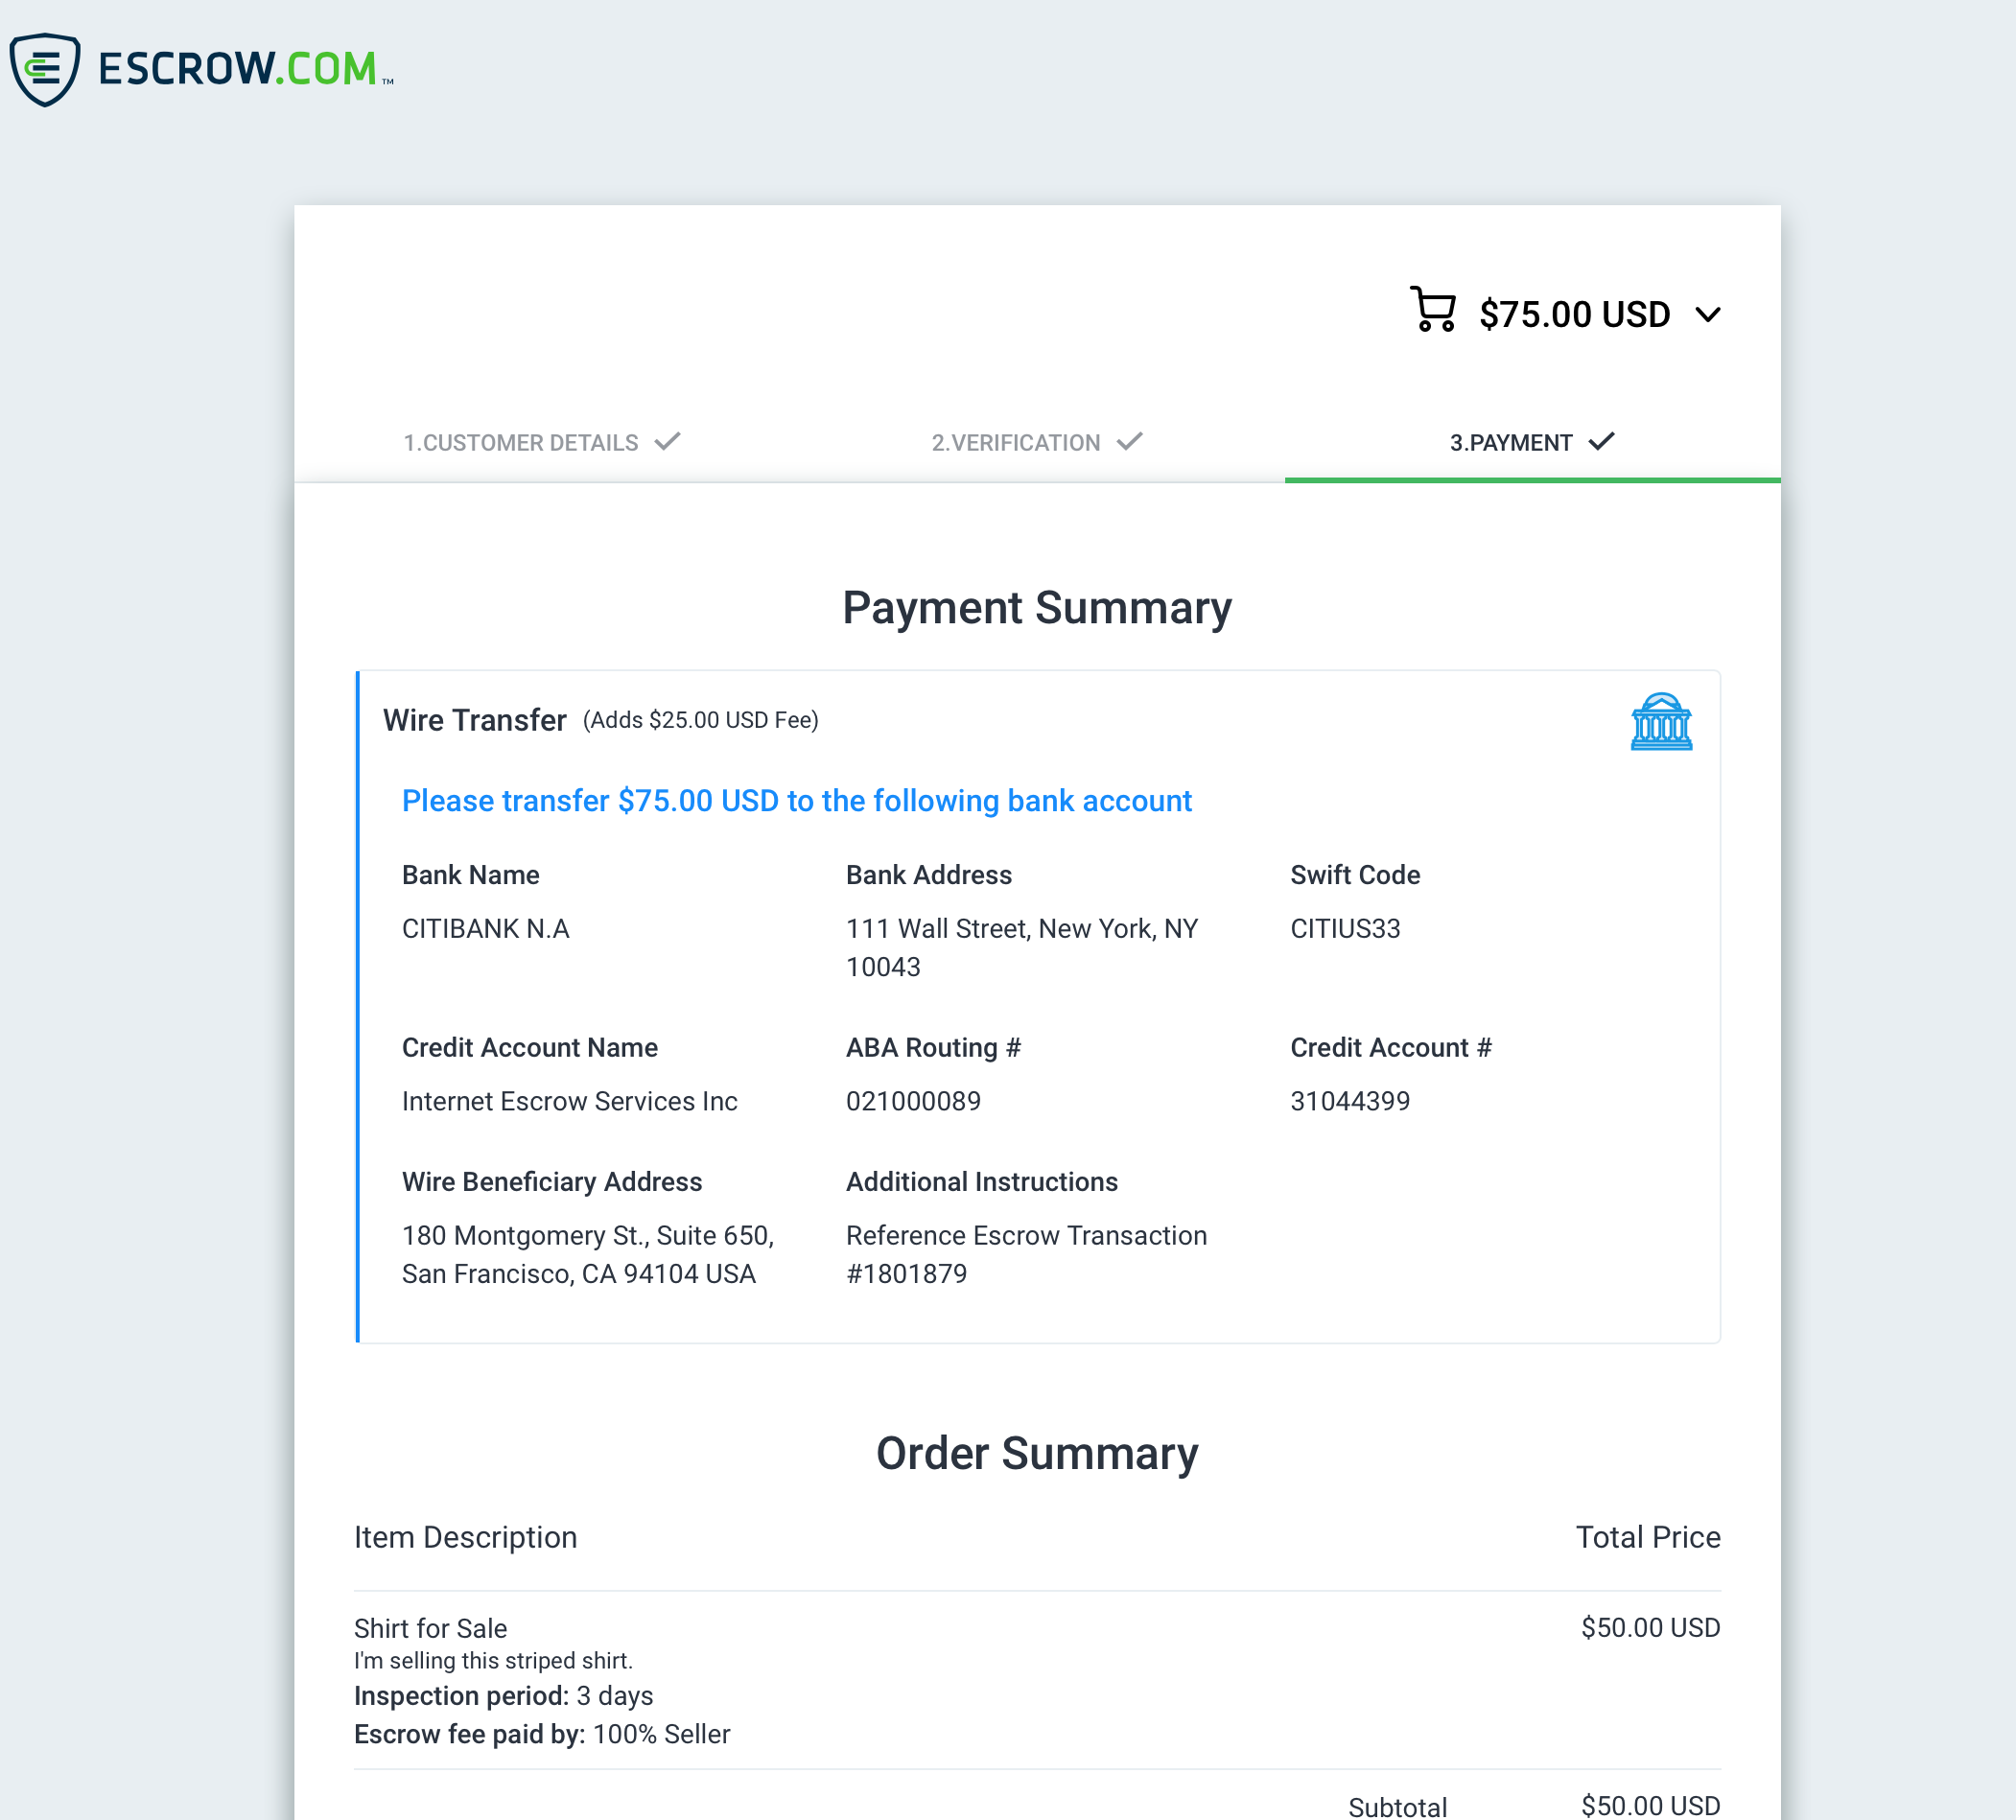 ESCROW.COM™
$75.00 USD
1.CUSTOMER DETAILS
2.VERIFICATION
3.PAYMENT
Payment Summary
Wire Transfer (Adds $25.00 USD Fee)
Please transfer $75.00 USD to the following bank account
Bank Name
CITIBANK N.A
Bank Address
111 Wall Street, New York, NY
10043
Swift Code
CITIUS33
Credit Account Name
Internet Escrow Services Inc
ABA Routing #
021000089
Credit Account #
31044399
Wire Beneficiary Address
180 Montgomery St., Suite 650,
San Francisco, CA 94104 USA
Additional Instructions
Reference Escrow Transaction
#1801879
Order Summary
Item Description
Total Price
Shirt for Sale
$50.00 USD
I'm selling this striped shirt.
Inspection period: 3 days
Escrow fee paid by: 100% Seller
Subtotal
$50.00 USD